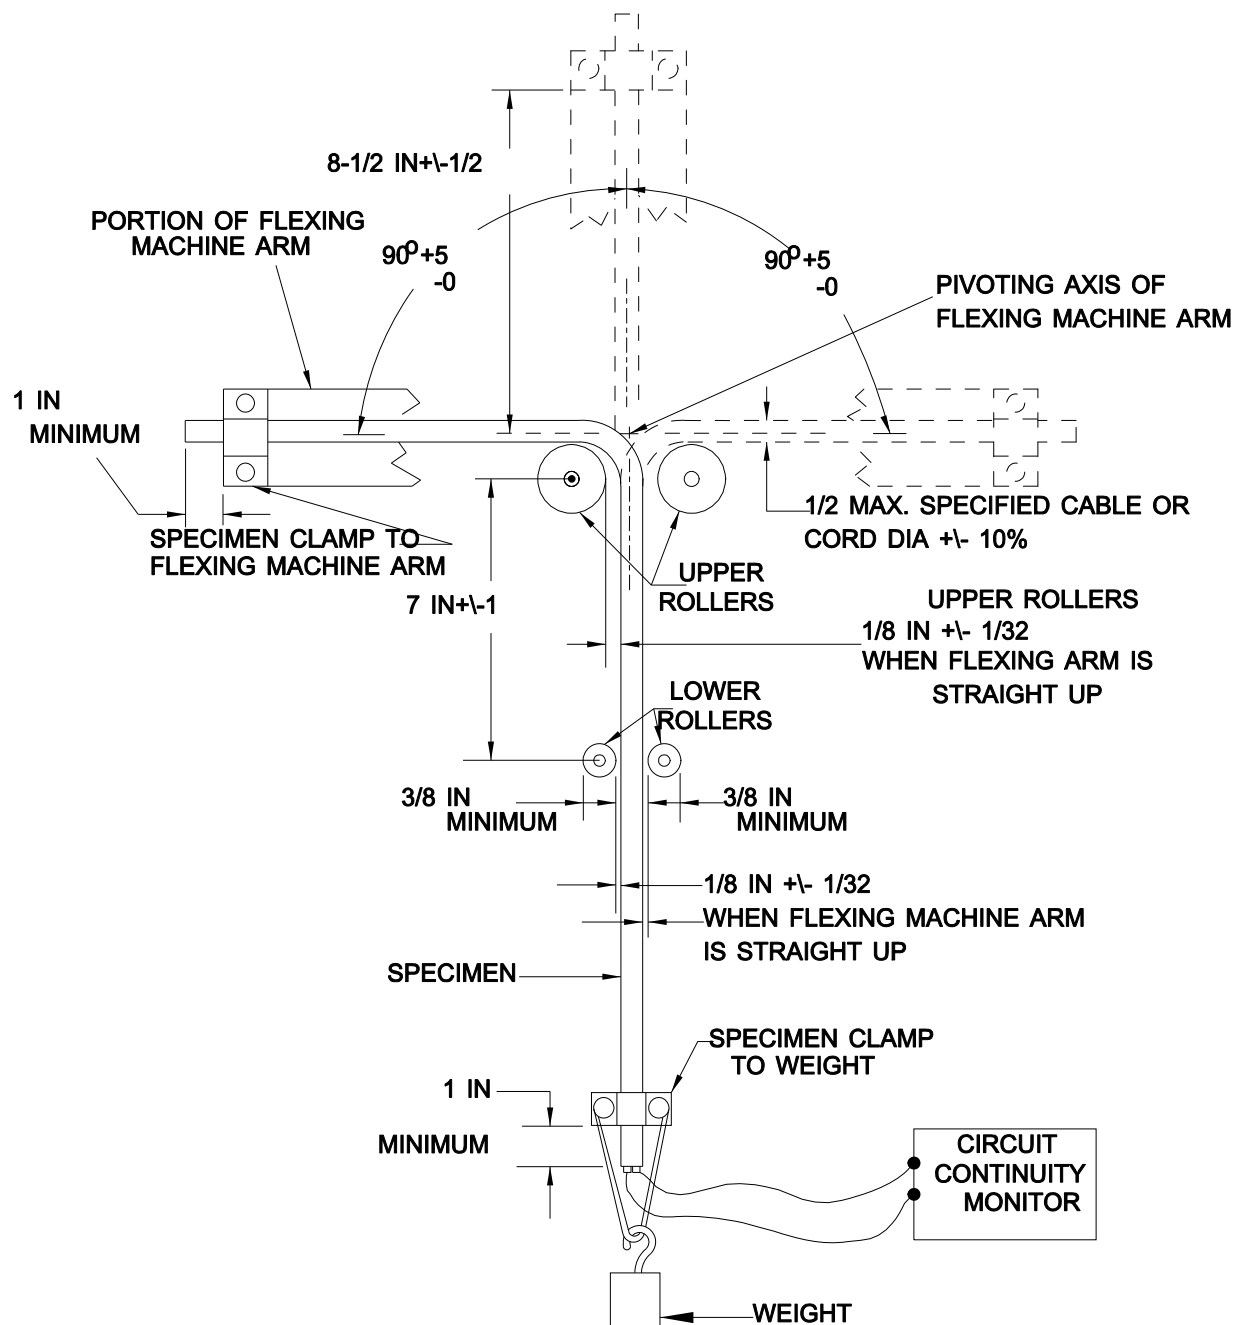 8-1/2 IN+\-1/2
PORTION OF FLEXING
MACHINE ARM
90º+5
-0
90º+5
-0
PIVOTING AXIS OF
FLEXING MACHINE ARM
1 IN
MINIMUM
1/2 MAX. SPECIFIED CABLE OR
CORD DIA +\- 10%
SPECIMEN CLAMP TO
FLEXING MACHINE ARM
7 IN+\-1
UPPER
ROLLERS
UPPER ROLLERS
1/8 IN +\- 1/32
WHEN FLEXING ARM IS
STRAIGHT UP
LOWER
ROLLERS
3/8 IN
MINIMUM
3/8 IN
MINIMUM
1/8 IN +\- 1/32
WHEN FLEXING MACHINE ARM
IS STRAIGHT UP
SPECIMEN
SPECIMEN CLAMP
TO WEIGHT
1 IN
MINIMUM
CIRCUIT
CONTINUITY
MONITOR
WEIGHT